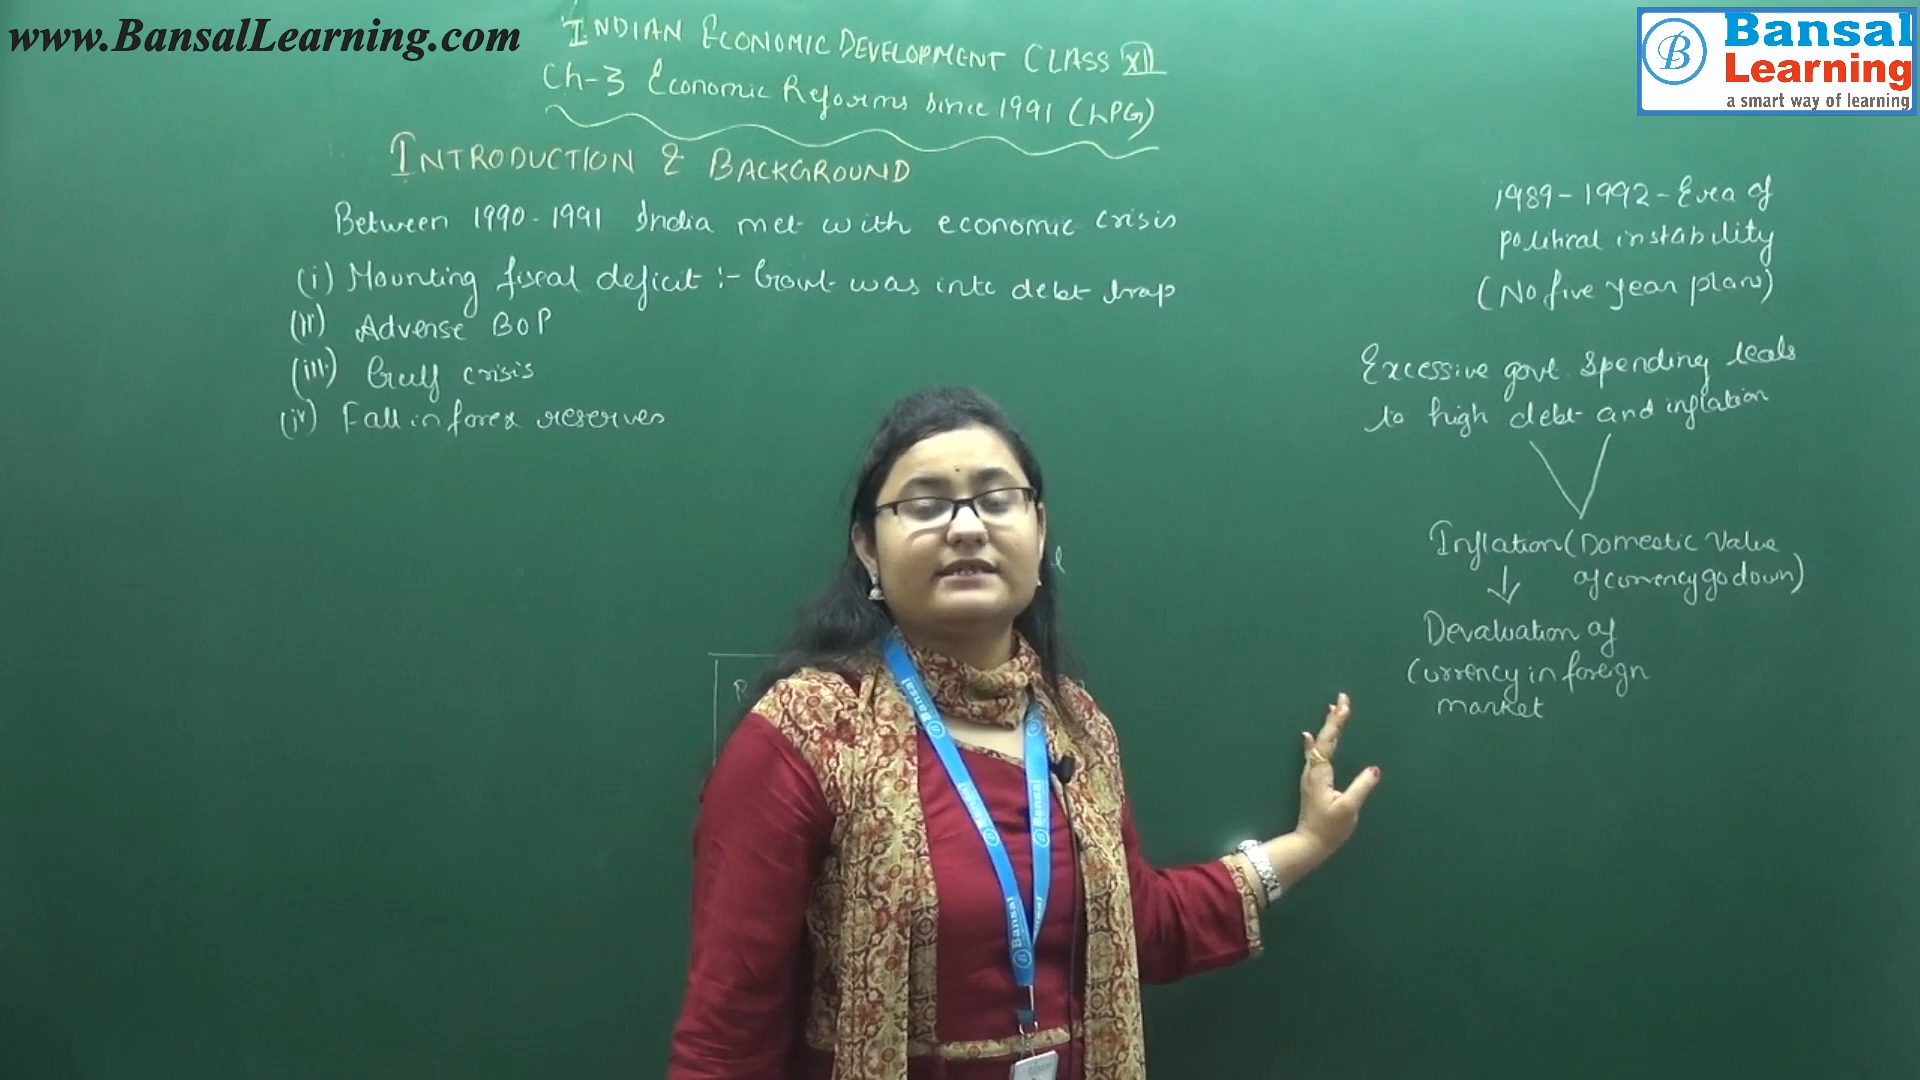 www.BansalLearning.com
Bansal
Learning
a smart way of learning
INDIAN ECONOMIC DEVELOPMENT CLASS XII
Ch-3 Economic Reforms since 1991 (LPG)
INTRODUCTION & BACKGROUND
Between 1990-1991 India met with economic crisis
(i) Mounting fiscal deficit :- Govt was into debt trap
(ii) Adverse BOP
(iii) Gulf crisis
(iv) Fall in forex reserves
1989-1992-Era of
political instability
(No five year plans)
Excessive govt. spending leads
to high debt and inflation
Inflation (Domestic Value
of currency go down)
Devaluation of
Currency in foreign
market
Bansal
Bansal
Bansal